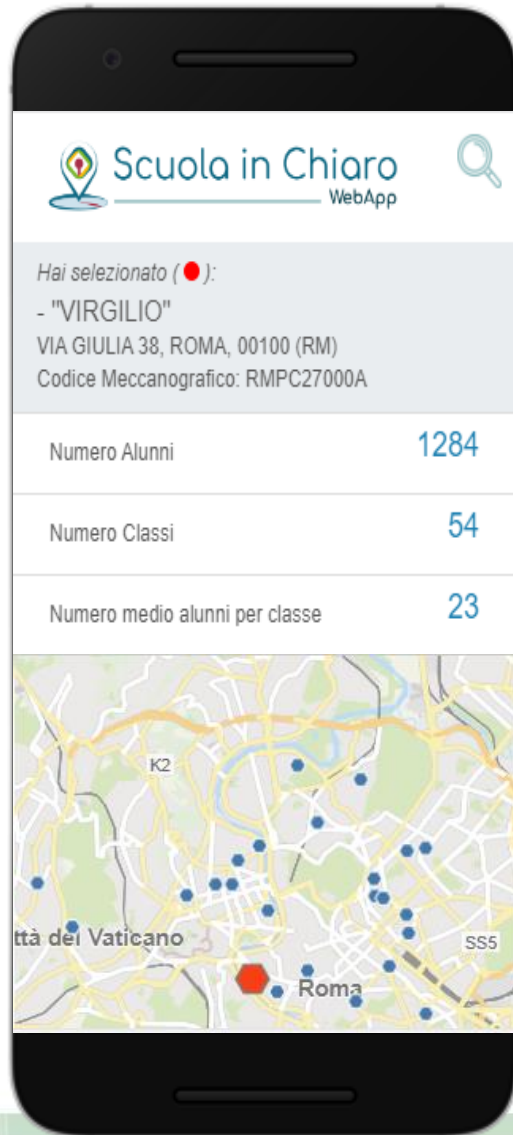 Scuola in Chiaro
WebApp
Hai selezionato ( ):
- "VIRGILIO"
VIA GIULIA 38, ROMA, 00100 (RM)
Codice Meccanografico: RMPC27000A
Numero Alunni 1284
Numero Classi 54
Numero medio alunni per classe 23
K2
ttà del Vaticano
SS5
Roma